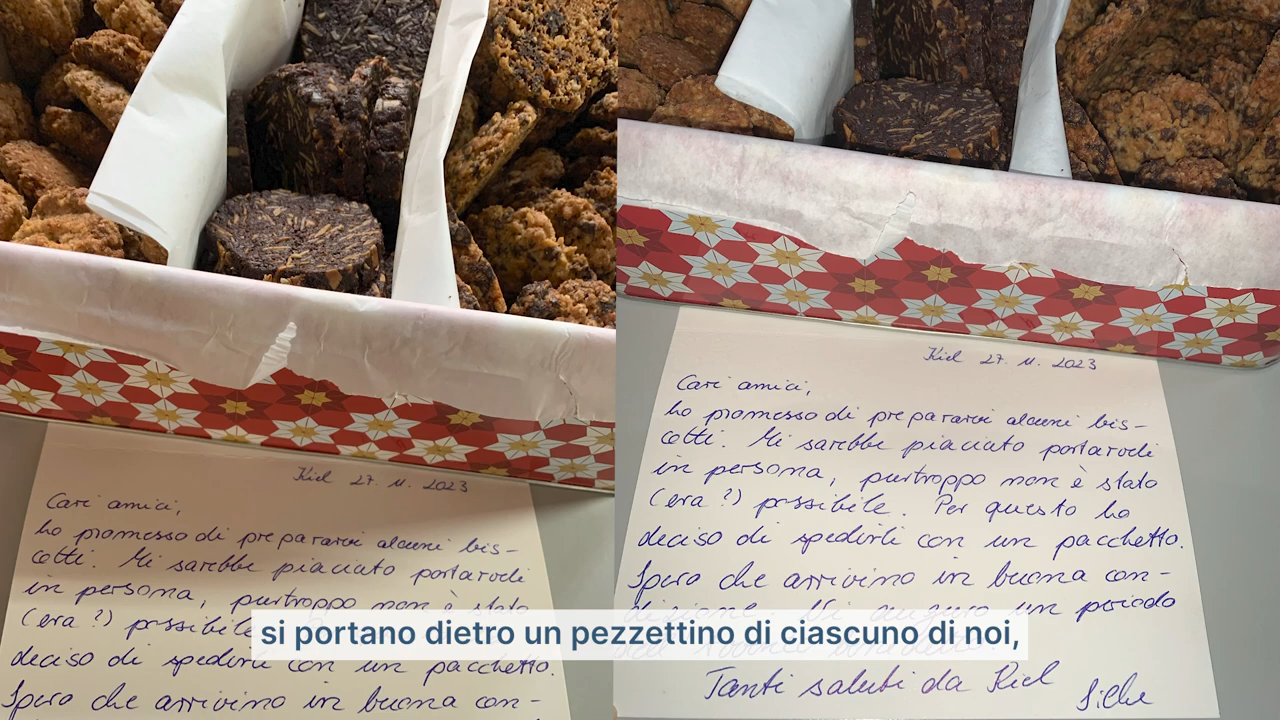 Kiel 27. 11. 2023
Cari amici,
ho promesso di prepararvi alcuni bis-
cotti. Mi sarebbe piaciato portarveli
in persona, purtroppo non è stato
(era ?) possibile
deciso di spedirli con un pacchetto.
Spero che arrivino in buona con-
Kiel 27. 11. 2023
Cari amici,
ho promesso di prepararvi alcuni bis-
cotti. Mi sarebbe piaciato portarveli
in persona, purtroppo non è stato
(era ?) possibile. Per questo ho
deciso di spedirli con un pacchetto.
Spero che arrivino in buona con-
dizione. Vi auguro un periodo
Tanti saluti da Kiel
Silke
si portano dietro un pezzettino di ciascuno di noi,